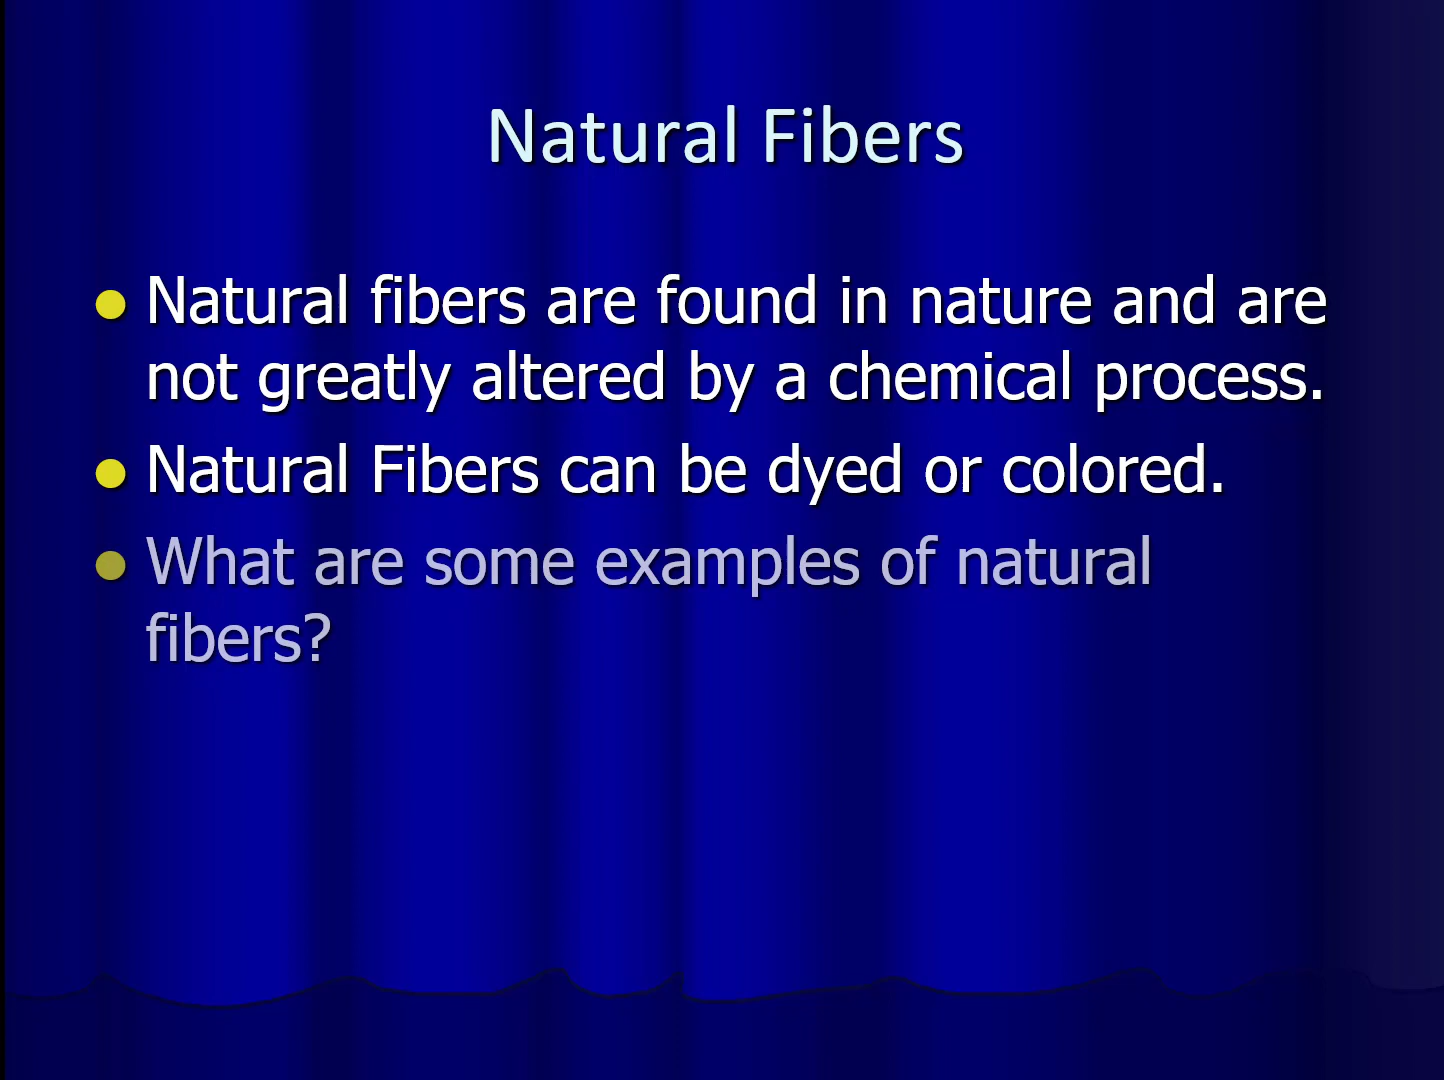 Natural Fibers
Natural fibers are found in nature and are
not greatly altered by a chemical process.
Natural Fibers can be dyed or colored.
What are some examples of natural
fibers?